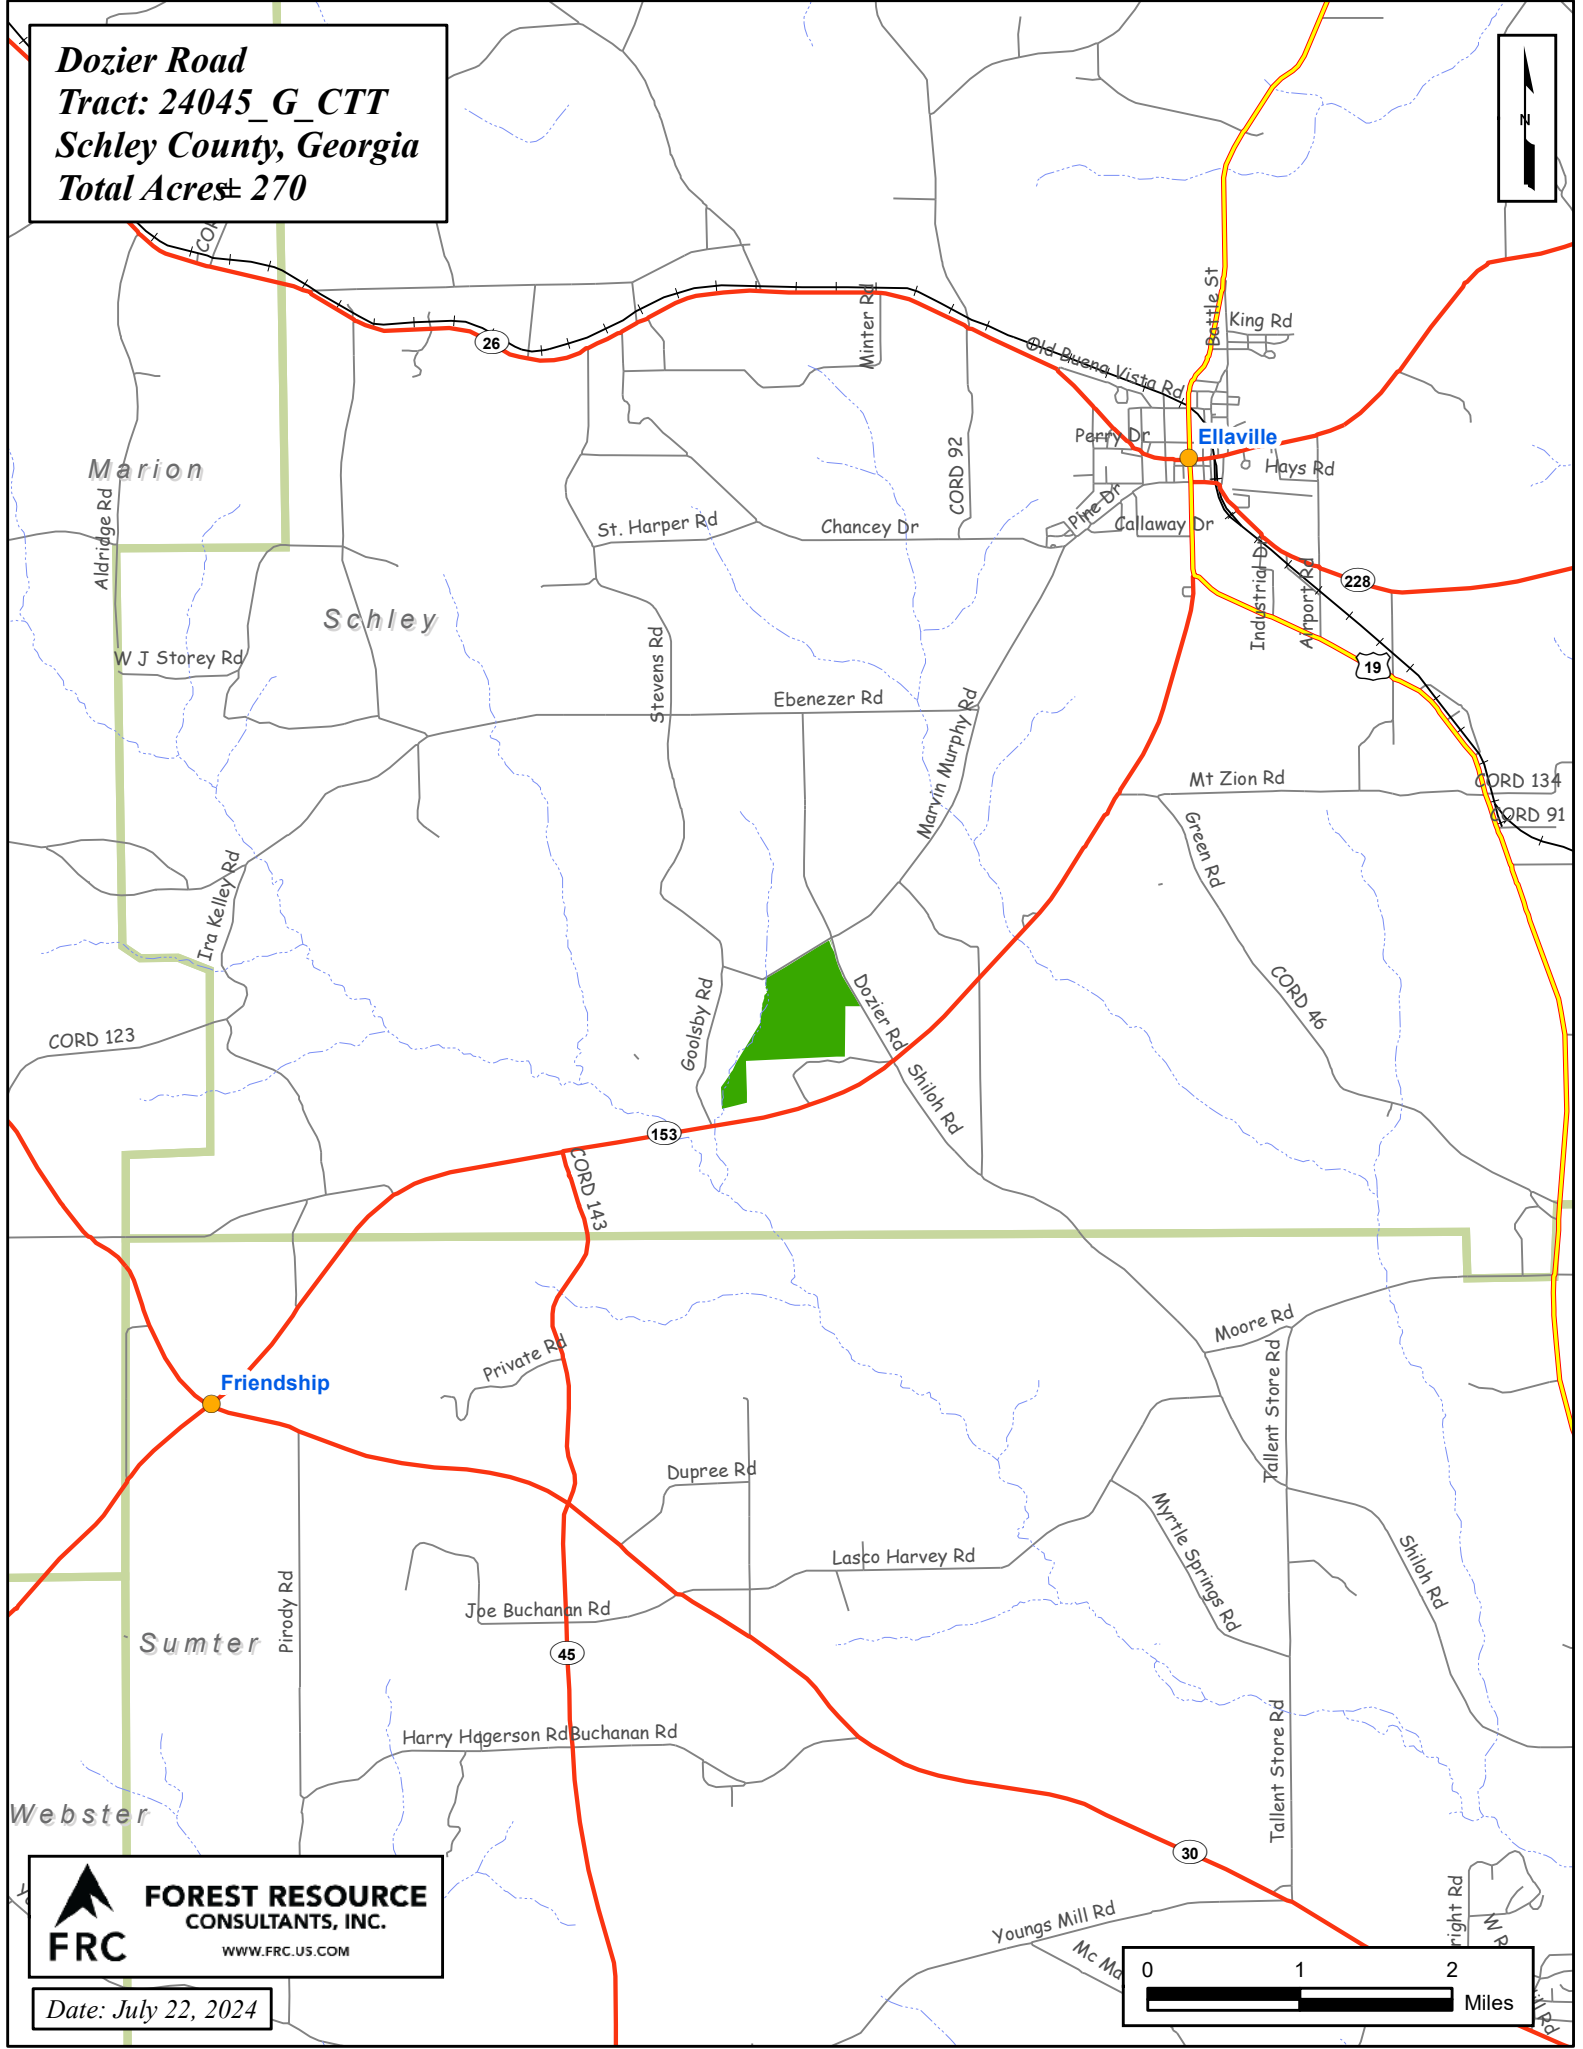 Dozier Road
Tract: 24045_G_CTT
Schley County, Georgia
Total Acres± 270
N
26
Minter Rd
Battle St
King Rd
Old Buena Vista Rd
CORD 92
Perry Dr
Ellaville
Hays Rd
Marion
Aldridge Rd
St. Harper Rd
Chancey Dr
Pine Dr
Callaway Dr
Industrial Dr
Airport Rd
228
Schley
W J Storey Rd
Stevens Rd
19
Ebenezer Rd
Marvin Murphy Rd
Mt Zion Rd
CORD 134
CORD 91
Green Rd
Ira Kelley Rd
Goolsby Rd
Dozier Rd
CORD 46
CORD 123
Shiloh Rd
153
CORD 143
Moore Rd
Private Rd
Friendship
Tallent Store Rd
Dupree Rd
Myrtle Springs Rd
Lasco Harvey Rd
Shiloh Rd
Pirody Rd
Joe Buchanan Rd
Sumter
45
Harry Hagerson Rd
Buchanan Rd
Tallent Store Rd
Webster
30
FRC
FOREST RESOURCE
CONSULTANTS, INC.
WWW.FRC.US.COM
Youngs Mill Rd
Date: July 22, 2024
0 1 2
Miles